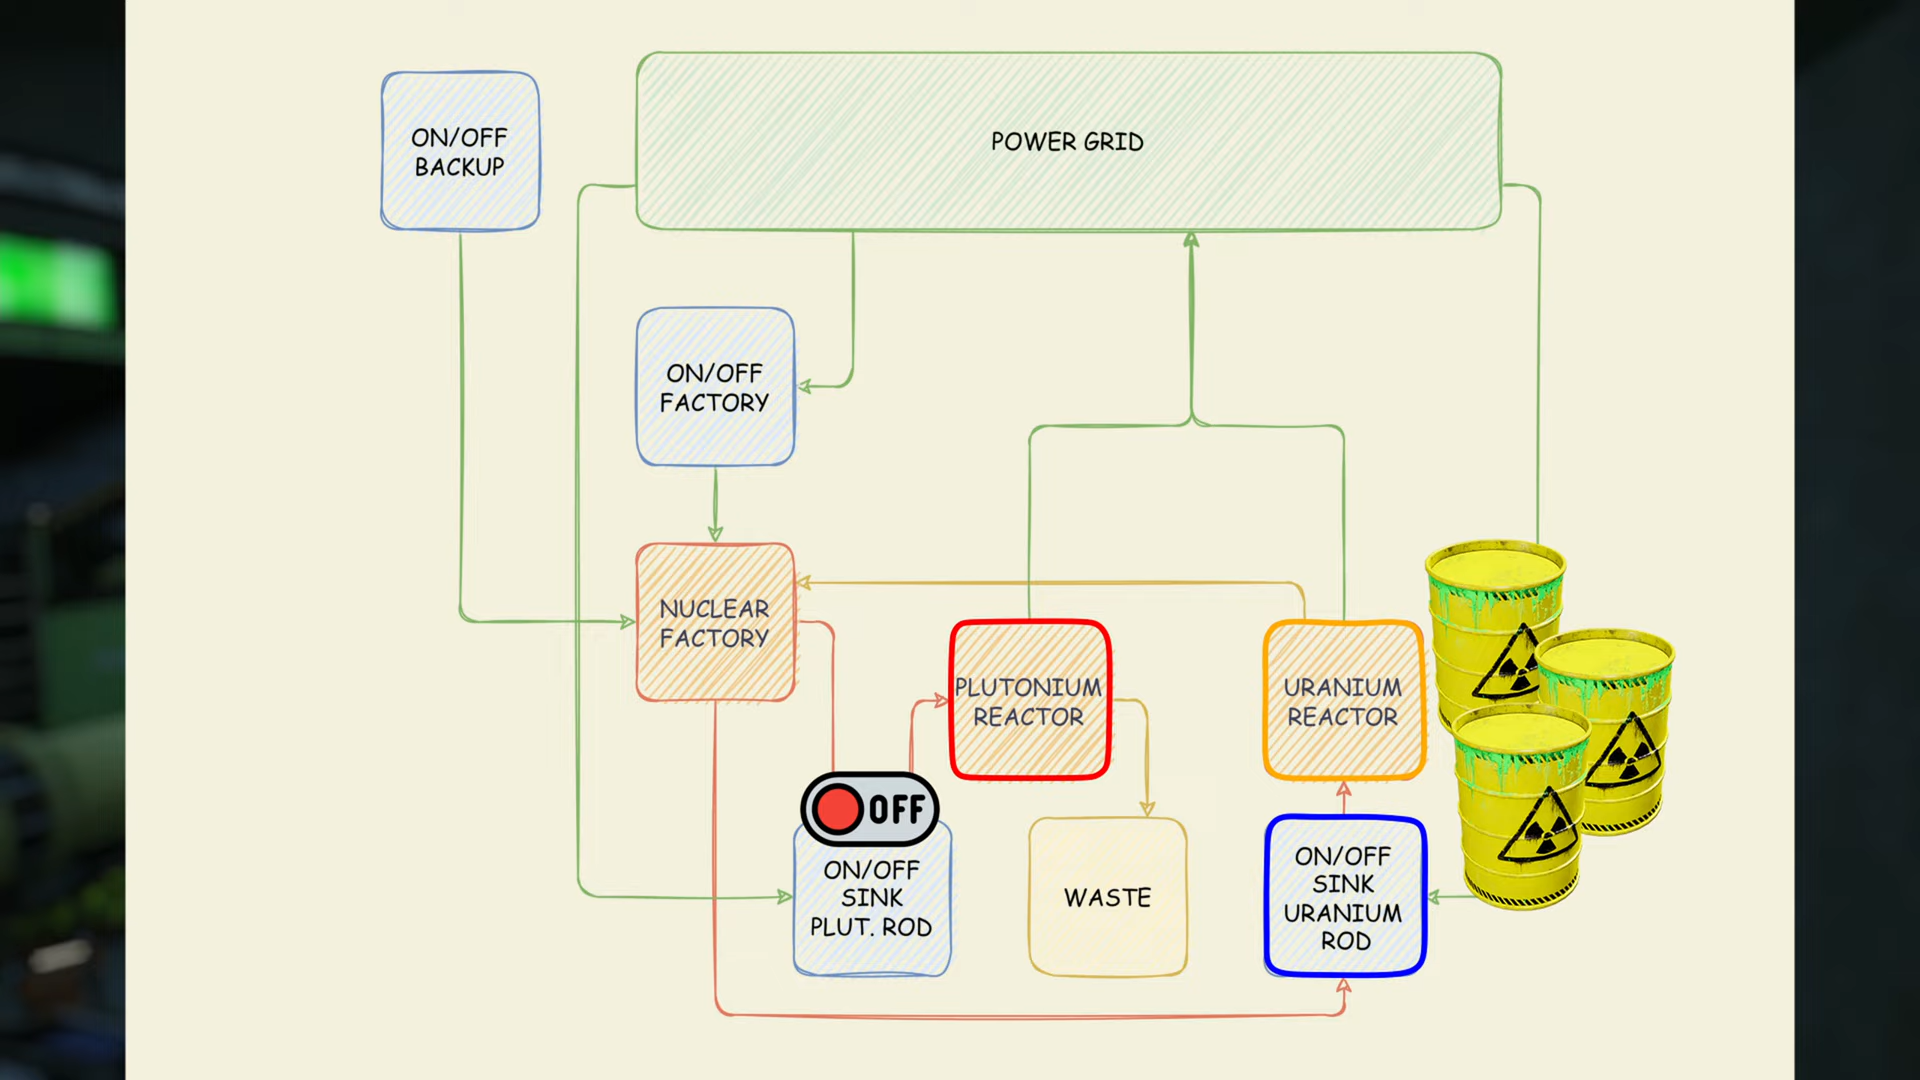 ON/OFF
BACKUP
POWER GRID
ON/OFF
FACTORY
NUCLEAR
FACTORY
PLUTONIUM
REACTOR
URANIUM
REACTOR
OFF
ON/OFF
SINK
PLUT. ROD
WASTE
ON/OFF
SINK
URANIUM
ROD